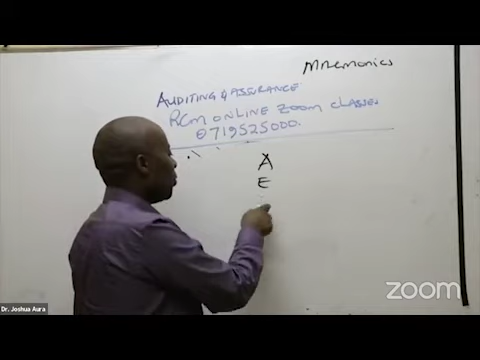 Mnemonics
AUDITING & ASSURANCE
RCM ONLINE ZOOM CLASSES
0719525000.
A
E
zoom
Dr. Joshua Aura